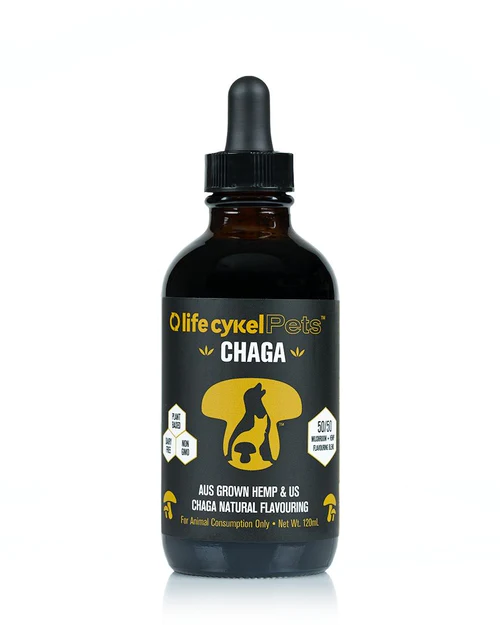 life cykel Pets™
CHAGA
PLANT
BASED
DAIRY
FREE
NON
GMO
50/50
MUSHROOM + HEMP
FLAVOURING BLEND
TM
AUS GROWN HEMP & US
CHAGA NATURAL FLAVOURING
For Animal Consumption Only • Net Wt. 120mL